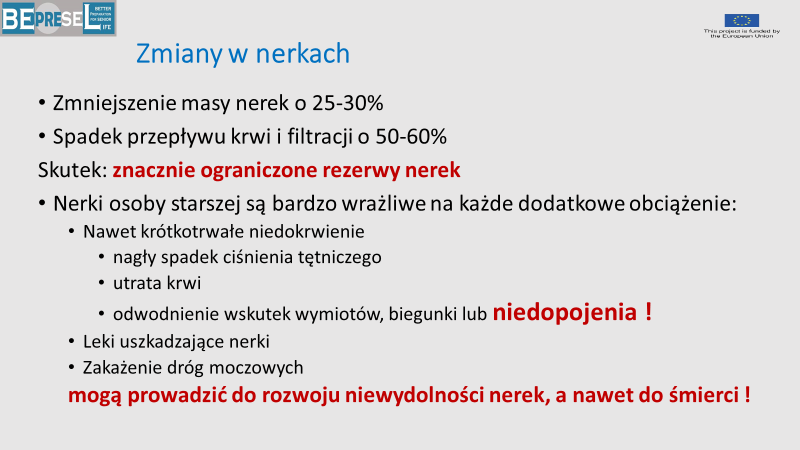 BEPRESEL BETTER
PREPARATION
FOR SENIOR
LIFE
This project is funded by
the European Union
Zmiany w nerkach
• Zmniejszenie masy nerek o 25-30%
• Spadek przepływu krwi i filtracji o 50-60%
Skutek: znacznie ograniczone rezerwy nerek
• Nerki osoby starszej są bardzo wrażliwe na każde dodatkowe obciążenie:
• Nawet krótkotrwałe niedokrwienie
• nagły spadek ciśnienia tętniczego
• utrata krwi
• odwodnienie wskutek wymiotów, biegunki lub niedopojenia !
• Leki uszkadzające nerki
• Zakażenie dróg moczowych
mogą prowadzić do rozwoju niewydolności nerek, a nawet do śmierci !